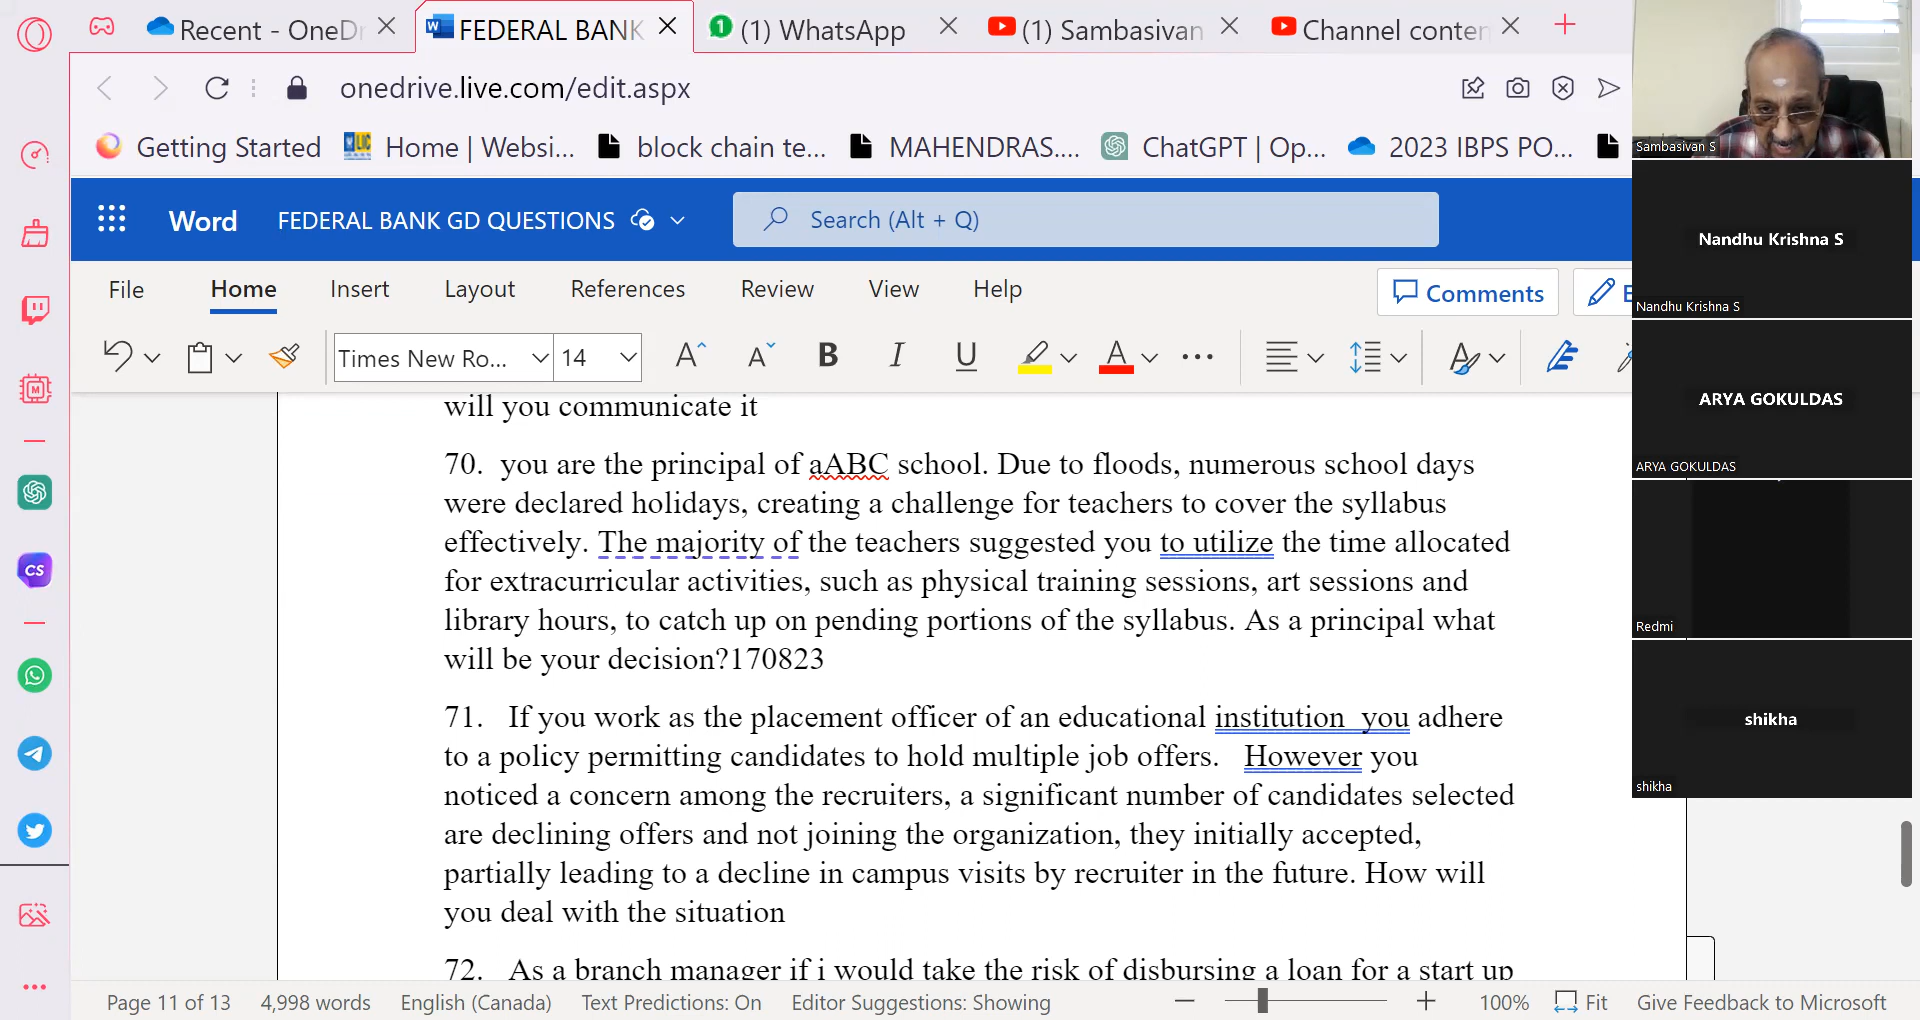 Recent - OneDr
FEDERAL BANK
(1) WhatsApp
(1) Sambasivan
Channel conten
onedrive.live.com/edit.aspx
Getting Started
Home | Websi...
block chain te...
MAHENDRAS....
ChatGPT | Op...
2023 IBPS PO...
Word
FEDERAL BANK GD QUESTIONS
Search (Alt + Q)
File
Home
Insert
Layout
References
Review
View
Help
Comments
Times New Ro...
14
will you communicate it
70. you are the principal of aABC school. Due to floods, numerous school days
were declared holidays, creating a challenge for teachers to cover the syllabus
effectively. The majority of the teachers suggested you to utilize the time allocated
for extracurricular activities, such as physical training sessions, art sessions and
library hours, to catch up on pending portions of the syllabus. As a principal what
will be your decision?170823
71. If you work as the placement officer of an educational institution you adhere
to a policy permitting candidates to hold multiple job offers. However you
noticed a concern among the recruiters, a significant number of candidates selected
are declining offers and not joining the organization, they initially accepted,
partially leading to a decline in campus visits by recruiter in the future. How will
you deal with the situation
72. As a branch manager if i would take the risk of disbursing a loan for a start up
Page 11 of 13
4,998 words
English (Canada)
Text Predictions: On
Editor Suggestions: Showing
100%
Fit
Give Feedback to Microsoft
Sambasivan S
Nandhu Krishna S
Nandhu Krishna S
ARYA GOKULDAS
ARYA GOKULDAS
Redmi
shikha
shikha